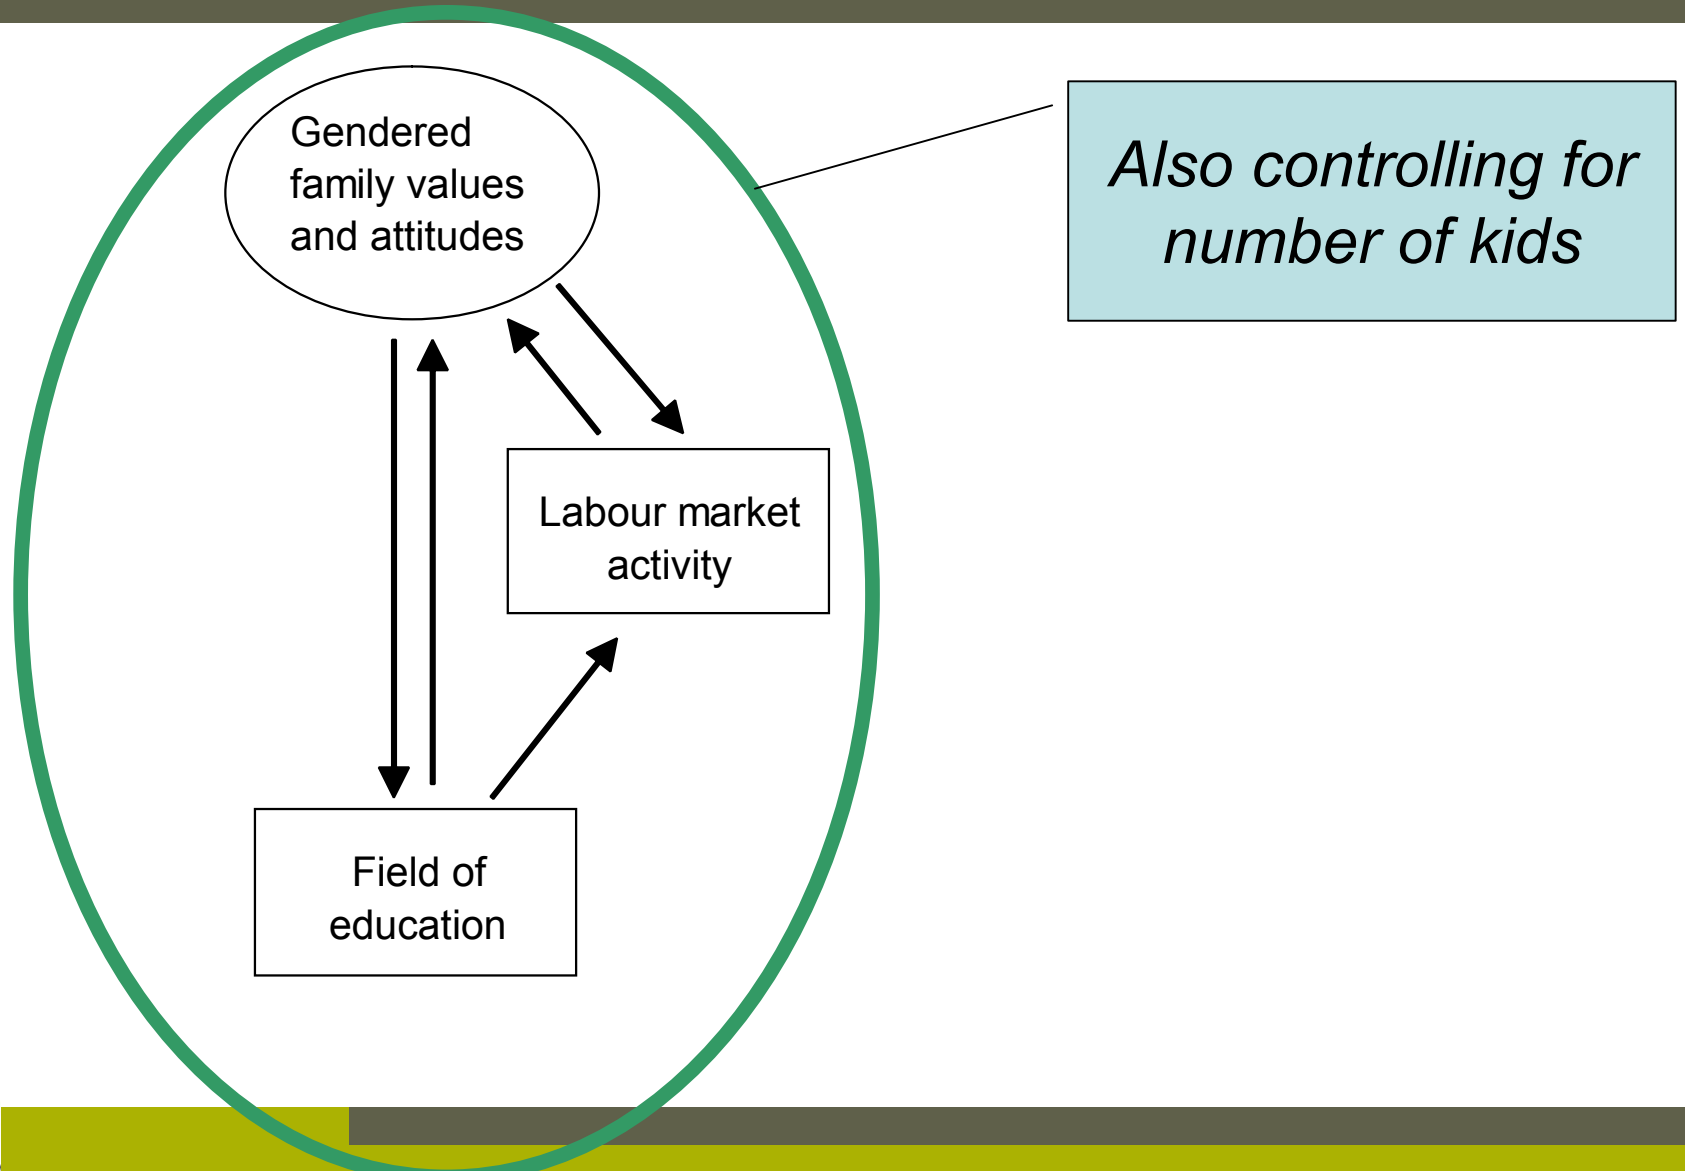 Gendered
family values
and attitudes
Also controlling for
number of kids
Labour market
activity
Field of
education